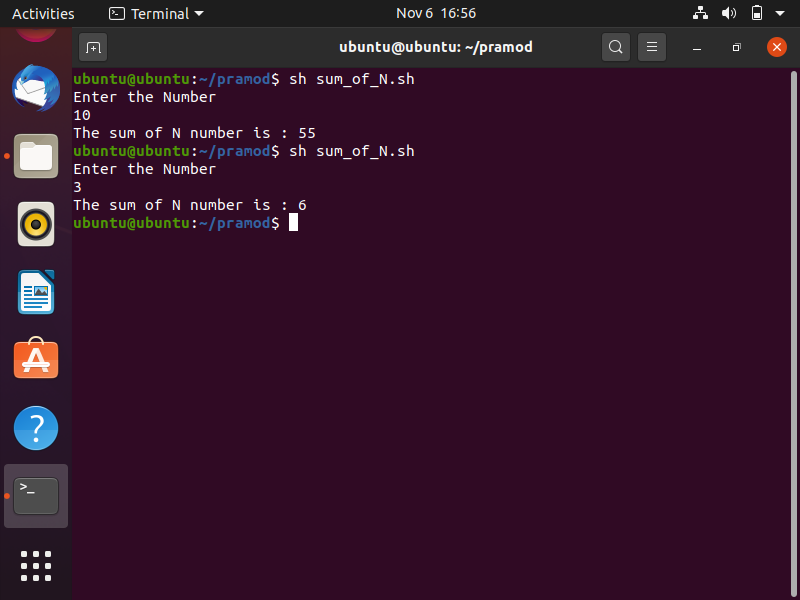 Activities Terminal Nov 6 16:56
ubuntu@ubuntu: ~/pramod
ubuntu@ubuntu:~/pramod$ sh sum_of_N.sh
Enter the Number
10
The sum of N number is : 55
ubuntu@ubuntu:~/pramod$ sh sum_of_N.sh
Enter the Number
3
The sum of N number is : 6
ubuntu@ubuntu:~/pramod$